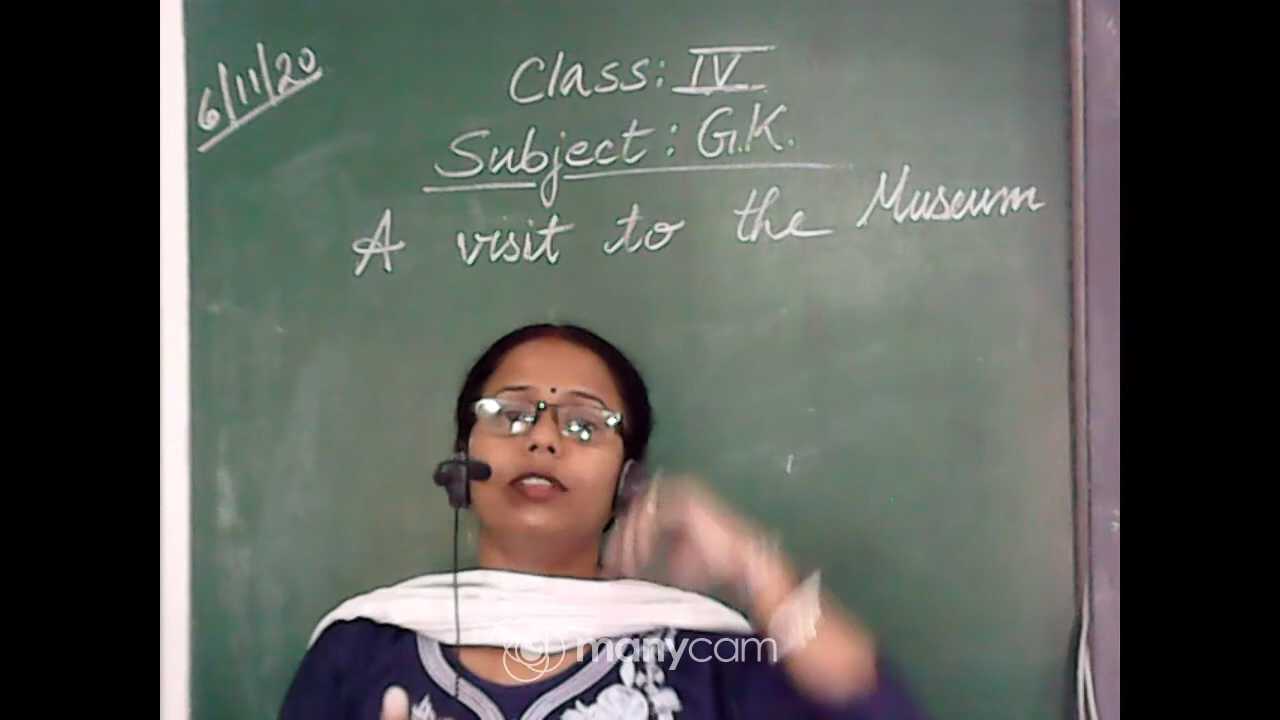 6/11/20
Class: IV
Subject: G.K.
A visit to the Museum
manycam